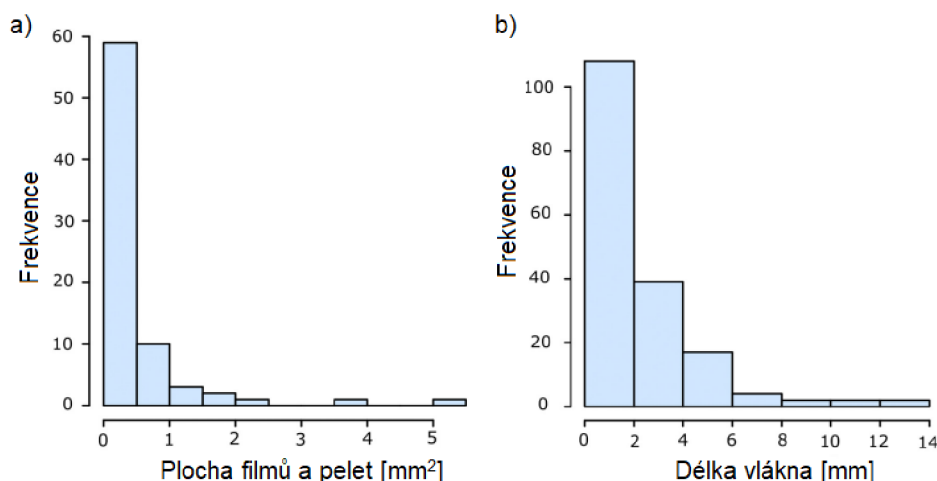 a)
60
50
40
30
20
10
0
Frekvence
0 1 2 3 4 5
Plocha filmů a pelet [mm²]
b)
100
80
60
40
20
0
Frekvence
0 2 4 6 8 10 12 14
Délka vlákna [mm]